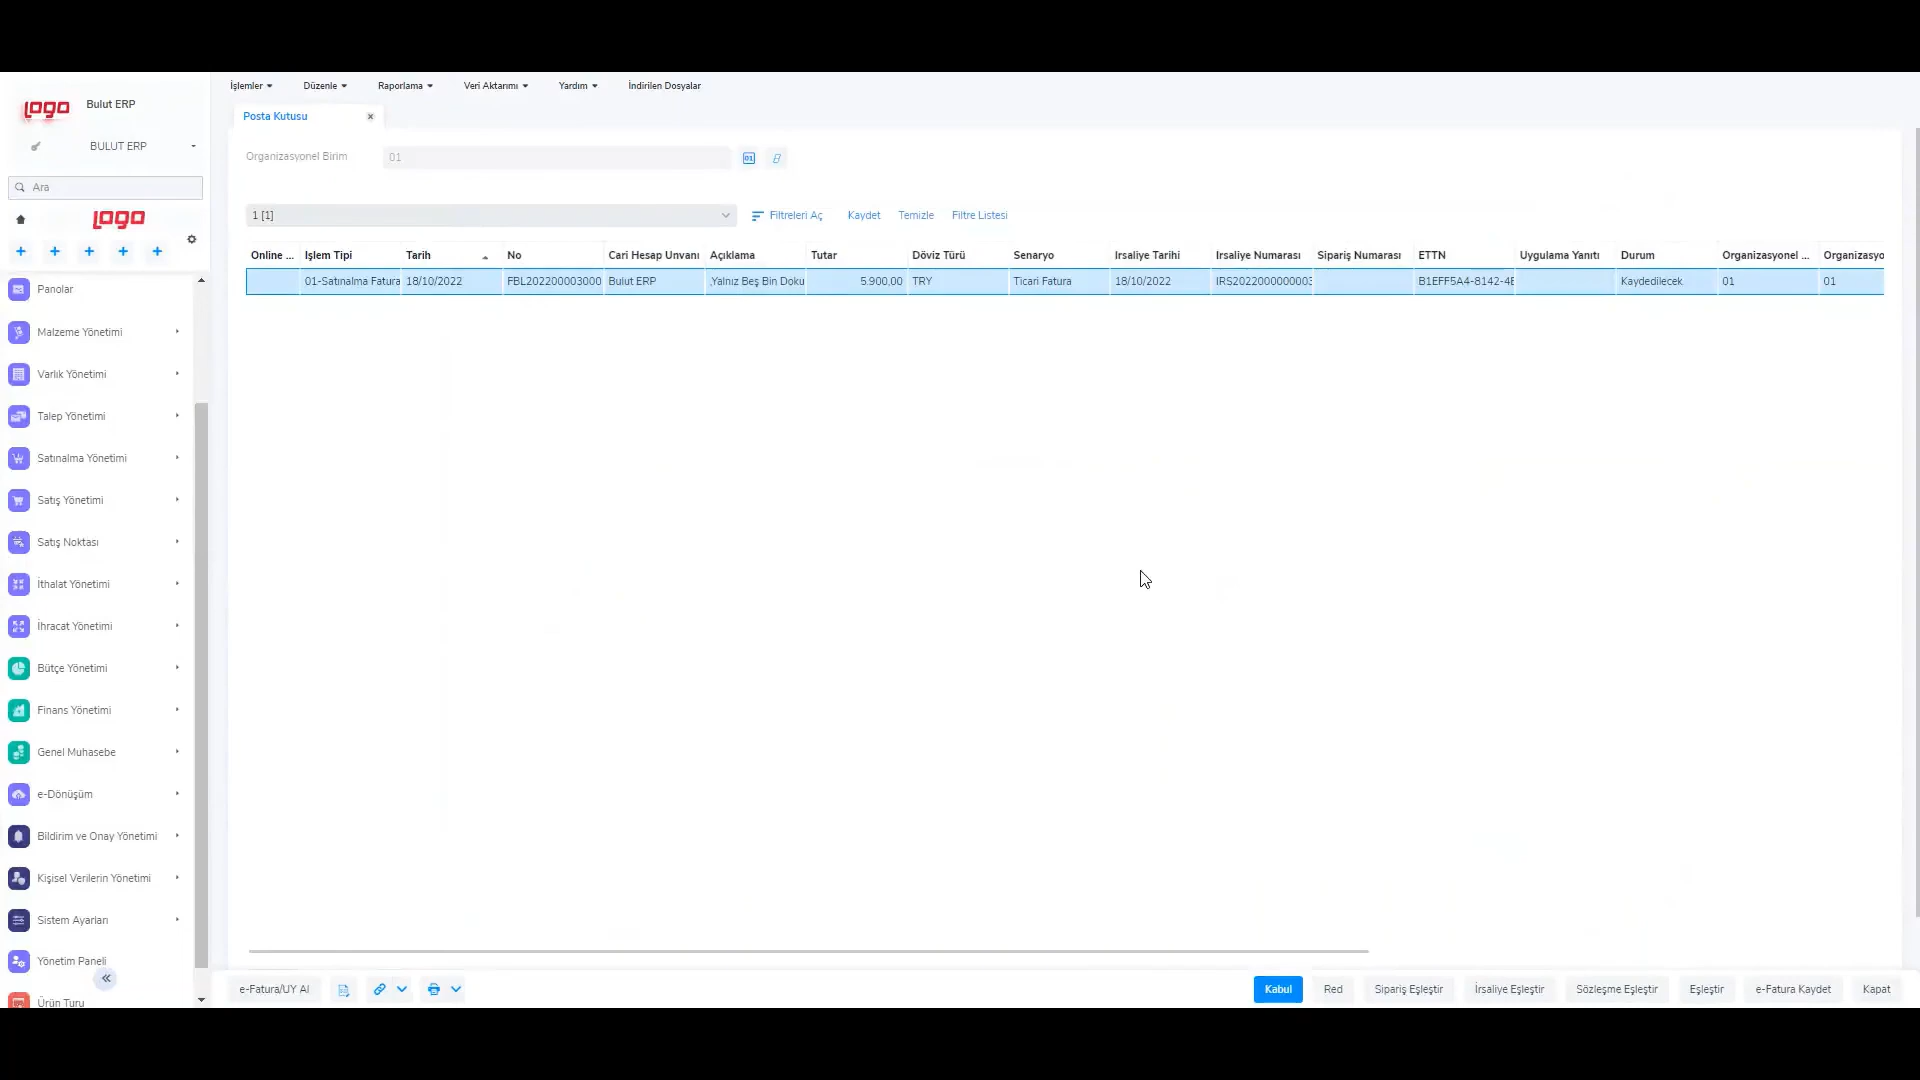 İşlemler Düzenle Raporlama Veri Aktarımı Yardım İndirilen Dosyalar
logo Bulut ERP
Posta Kutusu
BULUT ERP
Organizasyonel Birim 01
Ara
logo
1 [1] Filtreleri Aç Kaydet Temizle Filtre Listesi
Online ... İşlem Tipi Tarih No Cari Hesap Unvanı Açıklama Tutar Döviz Türü Senaryo İrsaliye Tarihi İrsaliye Numarası Sipariş Numarası ETTN Uygulama Yanıtı Durum Organizasyonel ... Organizasyo
01-Satınalma Fatura 18/10/2022 FBL202200003000 Bulut ERP ,Yalnız Beş Bin Doku 5.900,00 TRY Ticari Fatura 18/10/2022 IRS2022000000003 B1EFF5A4-8142-4E Kaydedilecek 01 01
Panolar
Malzeme Yönetimi
Varlık Yönetimi
Talep Yönetimi
Satınalma Yönetimi
Satış Yönetimi
Satış Noktası
İthalat Yönetimi
İhracat Yönetimi
Bütçe Yönetimi
Finans Yönetimi
Genel Muhasebe
e-Dönüşüm
Bildirim ve Onay Yönetimi
Kişisel Verilerin Yönetimi
Sistem Ayarları
Yönetim Paneli
Ürün Turu
e-Fatura/UY Al Kabul Red Sipariş Eşleştir İrsaliye Eşleştir Sözleşme Eşleştir Eşleştir e-Fatura Kaydet Kapat